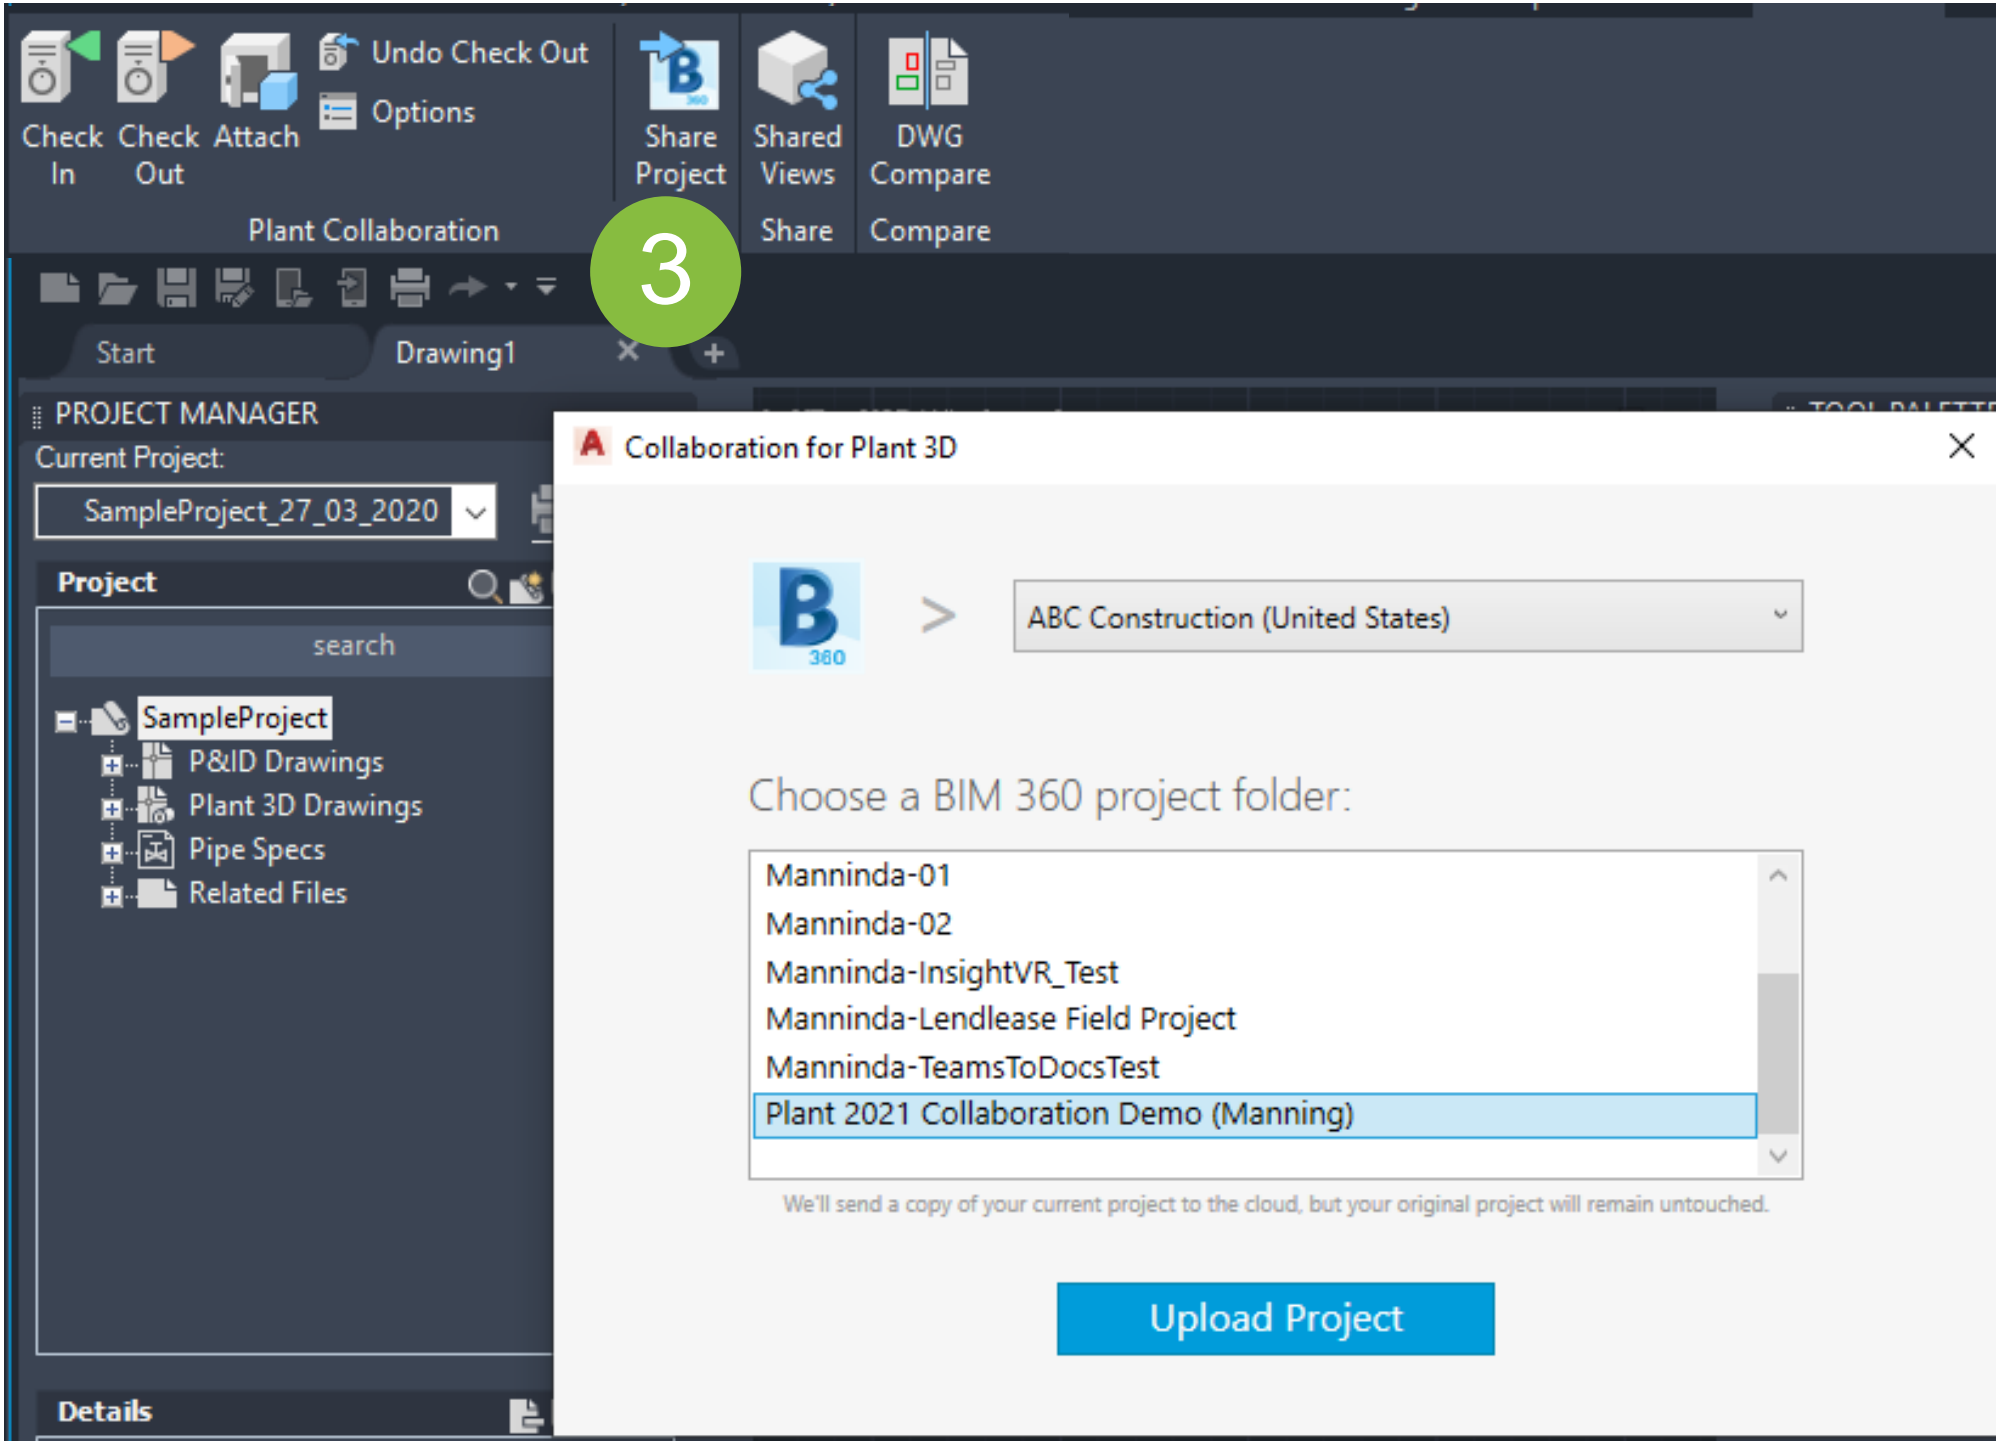 Undo Check Out
Options
Check In
Check Out
Attach
B
360
Share Project
Shared Views
DWG Compare
Plant Collaboration
Share
Compare
3
Start
Drawing1
PROJECT MANAGER
Current Project:
SampleProject_27_03_2020
Project
search
SampleProject
P&ID Drawings
Plant 3D Drawings
Pipe Specs
Related Files
Details
A Collaboration for Plant 3D
B
360
>
ABC Construction (United States)
Choose a BIM 360 project folder:
Manninda-01
Manninda-02
Manninda-InsightVR_Test
Manninda-Lendlease Field Project
Manninda-TeamsToDocsTest
Plant 2021 Collaboration Demo (Manning)
We'll send a copy of your current project to the cloud, but your original project will remain untouched.
Upload Project